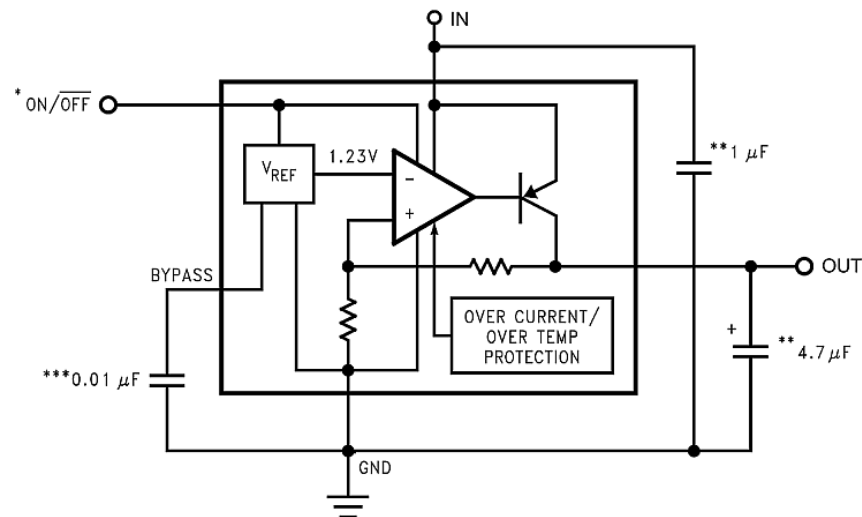 IN
*ON/OFF
1.23V
VREF
−
+
**1 μF
OUT
BYPASS
OVER CURRENT/
OVER TEMP
PROTECTION
+
**4.7 μF
***0.01 μF
GND